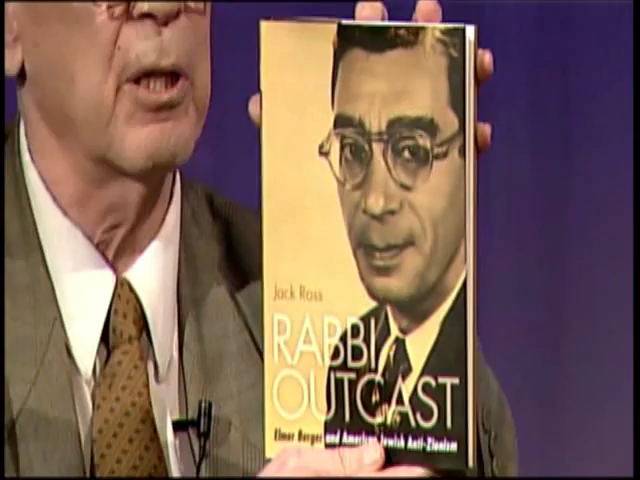 Jack Ross
RABBI
OUTCAST
Elmer Berger and American Jewish Anti-Zionism